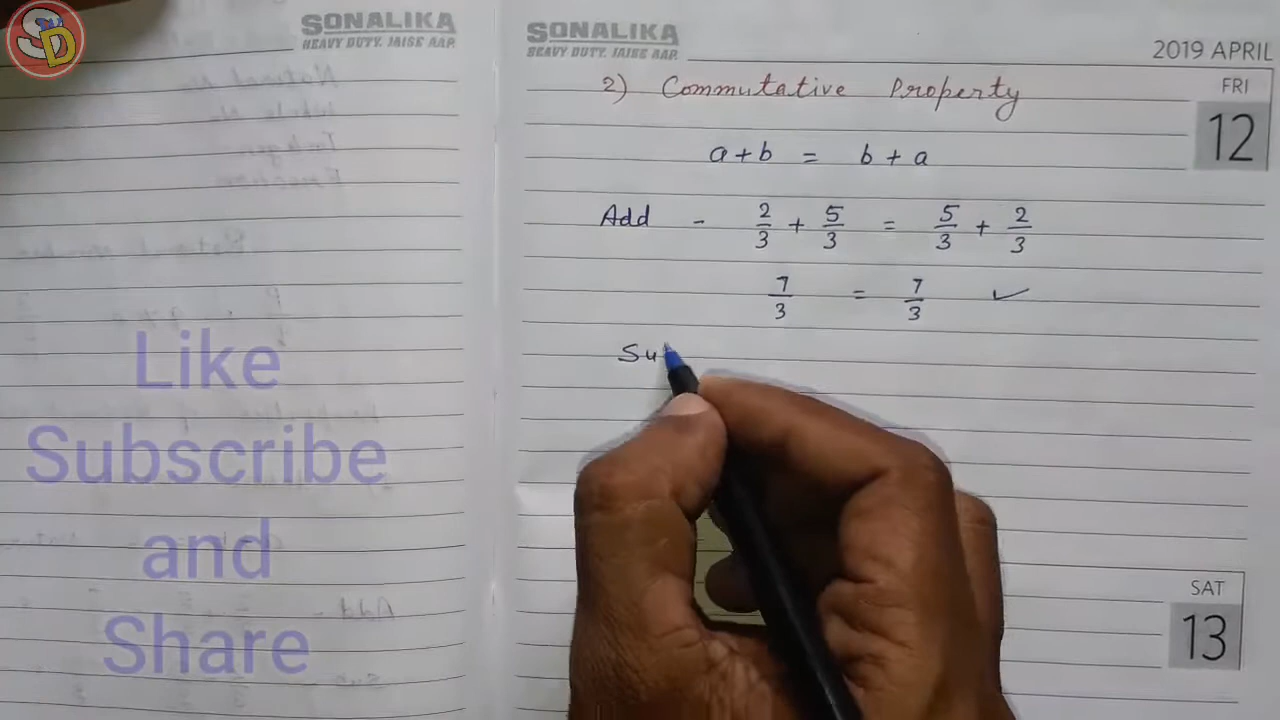 SD
SONALIKA
HEAVY DUTY. JAISE AAP.
Like
Subscribe
and
Share
SONALIKA
HEAVY DUTY. JAISE AAP.
2019 APRIL
FRI
12
2) Commutative Property
a + b = b + a
Add - 2/3 + 5/3 = 5/3 + 2/3
7/3 = 7/3 ✓
Su
SAT
13